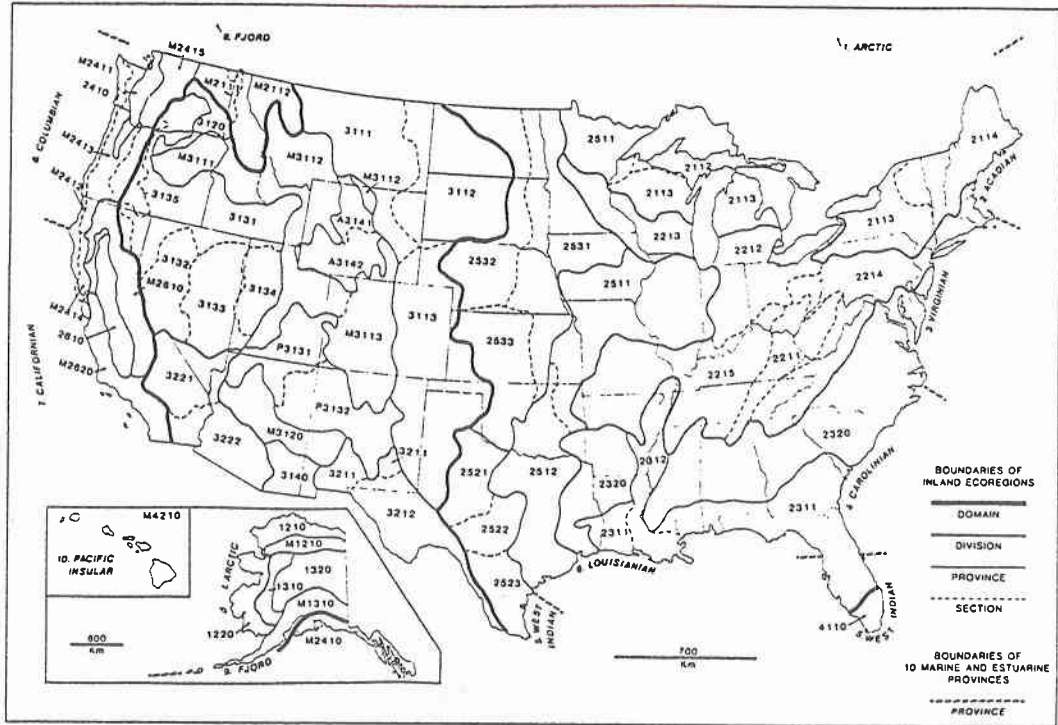 8. FJORD
1. ARCTIC
M2415
M2411
2410
M2111
M2112
3120
3111
2511
2112
2114
2. ACADIAN
8. COLUMBIAN
M2413
M3111
M3112
M3112
3112
2113
2113
2113
M2412
3135
3131
A3141
2531
2213
2212
A3142
2532
2511
2214
3. VIRGINIAN
3132
M2610
3133
3134
3113
M2414
2610
M2620
7. CALIFORNIAN
P3131
M3113
2533
2215
2211
3221
P3132
3222
M3120
3140
3211
3211
2521
2512
2320
2312
2320
4. CAROLINIAN
3212
2522
2311
2311
6. LOUISIANIAN
2523
5. WEST
INDIAN
4110
5. WEST INDIAN
M4210
10. PACIFIC
INSULAR
1210
M1210
1. ARCTIC
1320
1310
M1310
1220
M2410
9. FJORD
600
Km
700
Km
BOUNDARIES OF
INLAND ECOREGIONS
DOMAIN
DIVISION
PROVINCE
SECTION
BOUNDARIES OF
10 MARINE AND ESTUARINE
PROVINCES
PROVINCE